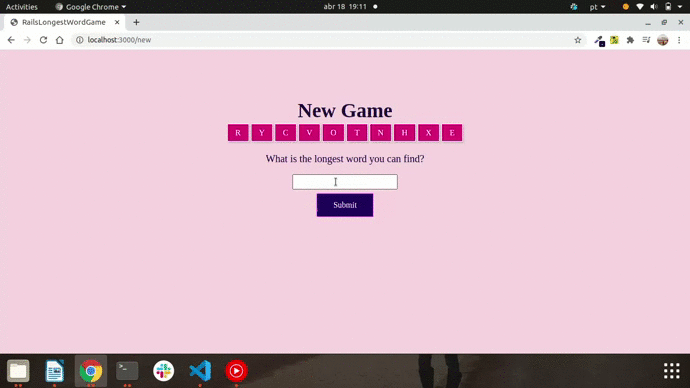 Activities Google Chrome abr 18 19:11 pt
RailsLongestWordGame
localhost:3000/new
New Game
R Y C V O T N H X E
What is the longest word you can find?
Submit